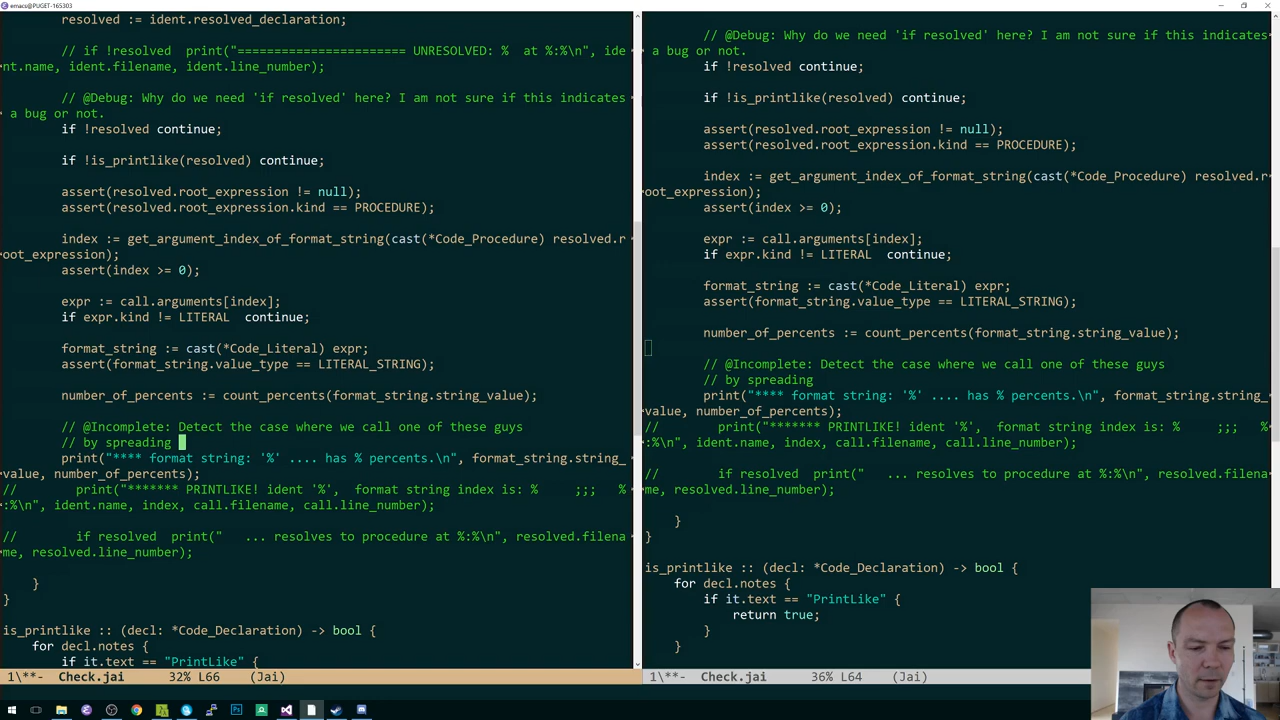 emacs@PUGET-165303
resolved := ident.resolved_declaration;
// if !resolved  print("======================= UNRESOLVED: %  at %:%\n", ide
nt.name, ident.filename, ident.line_number);
// @Debug: Why do we need 'if resolved' here? I am not sure if this indicates
a bug or not.
if !resolved continue;
if !is_printlike(resolved) continue;
assert(resolved.root_expression != null);
assert(resolved.root_expression.kind == PROCEDURE);
index := get_argument_index_of_format_string(cast(*Code_Procedure) resolved.r
oot_expression);
assert(index >= 0);
expr := call.arguments[index];
if expr.kind != LITERAL  continue;
format_string := cast(*Code_Literal) expr;
assert(format_string.value_type == LITERAL_STRING);
number_of_percents := count_percents(format_string.string_value);
// @Incomplete: Detect the case where we call one of these guys
// by spreading
print("**** format string: '%' .... has % percents.\n", format_string.string_
value, number_of_percents);
//       print("******* PRINTLIKE! ident '%',  format string index is: %     ;;;   %
:%\n", ident.name, index, call.filename, call.line_number);
//       if resolved  print("   ... resolves to procedure at %:%\n", resolved.filena
me, resolved.line_number);
}
}
is_printlike :: (decl: *Code_Declaration) -> bool {
for decl.notes {
if it.text == "PrintLike" {
1\**-  Check.jai      32% L66    (Jai)
// @Debug: Why do we need 'if resolved' here? I am not sure if this indicates
a bug or not.
if !resolved continue;
if !is_printlike(resolved) continue;
assert(resolved.root_expression != null);
assert(resolved.root_expression.kind == PROCEDURE);
index := get_argument_index_of_format_string(cast(*Code_Procedure) resolved.r
oot_expression);
assert(index >= 0);
expr := call.arguments[index];
if expr.kind != LITERAL  continue;
format_string := cast(*Code_Literal) expr;
assert(format_string.value_type == LITERAL_STRING);
number_of_percents := count_percents(format_string.string_value);
// @Incomplete: Detect the case where we call one of these guys
// by spreading
print("**** format string: '%' .... has % percents.\n", format_string.string_
value, number_of_percents);
//       print("******* PRINTLIKE! ident '%',  format string index is: %     ;;;   %
:%\n", ident.name, index, call.filename, call.line_number);
//       if resolved  print("   ... resolves to procedure at %:%\n", resolved.filena
me, resolved.line_number);
}
}
is_printlike :: (decl: *Code_Declaration) -> bool {
for decl.notes {
if it.text == "PrintLike" {
return true;
}
}
1\**-  Check.jai      36% L64    (Jai)